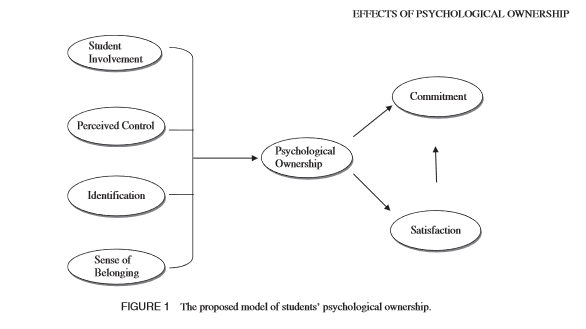 EFFECTS OF PSYCHOLOGICAL OWNERSHIP
Student
Involvement
Perceived Control
Identification
Sense of
Belonging
Psychological
Ownership
Commitment
Satisfaction
FIGURE 1 The proposed model of students' psychological ownership.